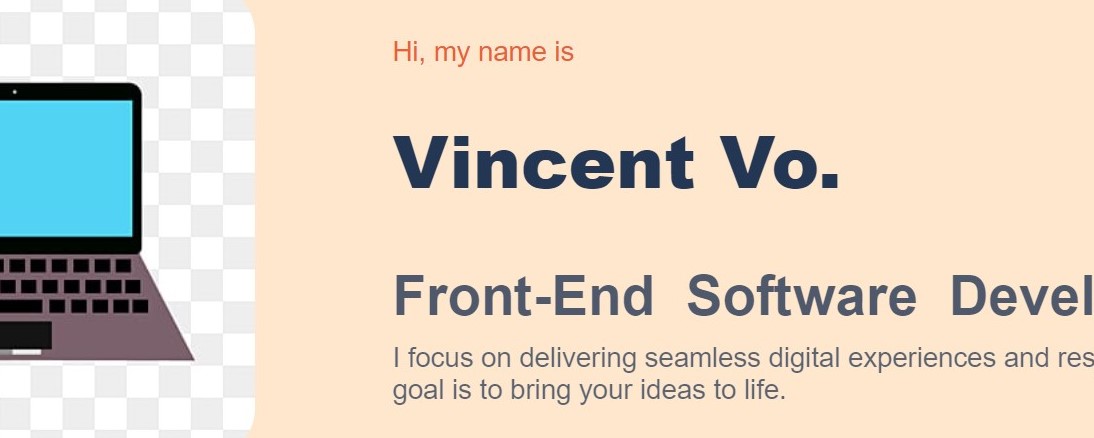 Hi, my name is
Vincent Vo.
Front-End Software Devel
I focus on delivering seamless digital experiences and res
goal is to bring your ideas to life.